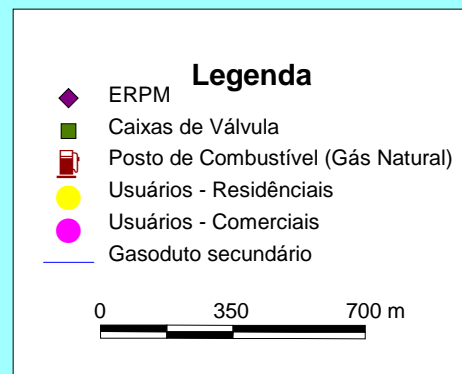 Legenda
ERPM
Caixas de Válvula
Posto de Combustível (Gás Natural)
Usuários - Residênciais
Usuários - Comerciais
Gasoduto secundário
0 350 700 m